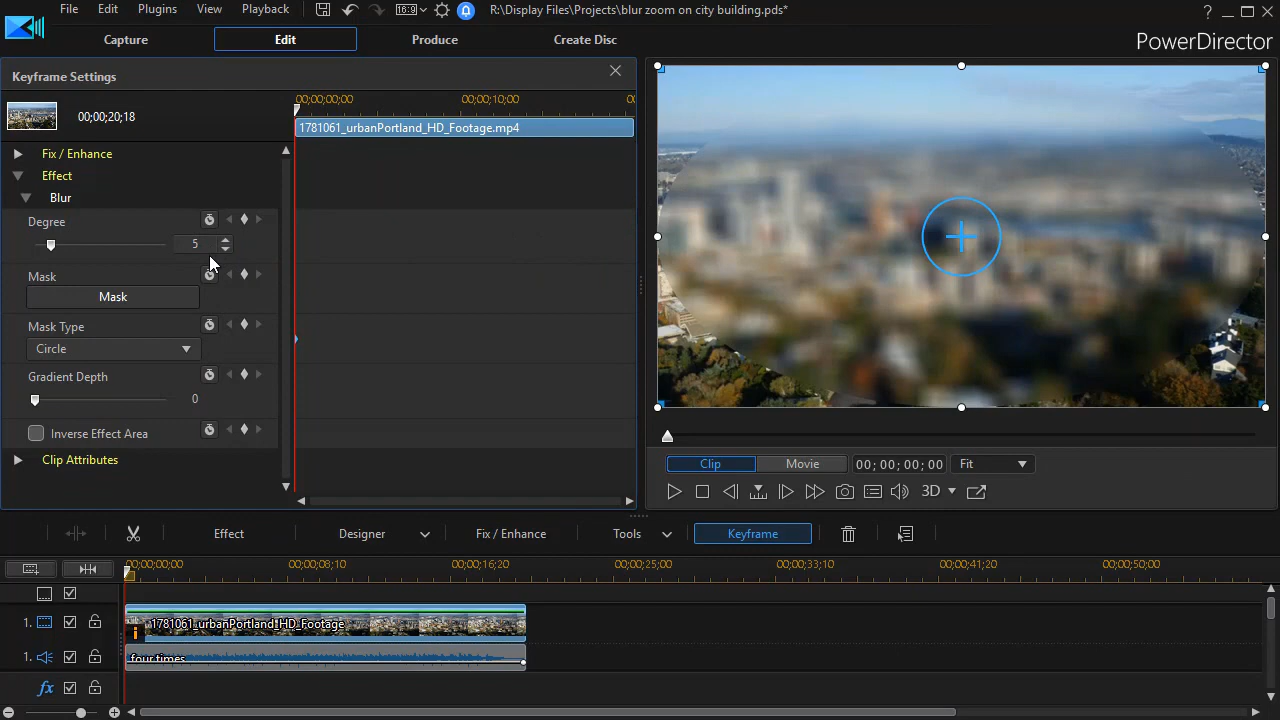 File Edit Plugins View Playback 16:9 R:\Display Files\Projects\blur zoom on city building.pds* ?
Capture Edit Produce Create Disc PowerDirector
Keyframe Settings
00;00;20;18
00;00;00;00 00;00;10;00
1781061_urbanPortland_HD_Footage.mp4
Fix / Enhance
Effect
Blur
Degree
5
Mask
Mask
Mask Type
Circle
Gradient Depth
0
Inverse Effect Area
Clip Attributes
Clip Movie 00; 00; 00; 00 Fit
3D
Effect Designer Fix / Enhance Tools Keyframe
00;00;00;00 00;00;08;10 00;00;16;20 00;00;25;00 00;00;33;10 00;00;41;20 00;00;50;00
1. i 1781061_urbanPortland_HD_Footage
1. four times
fx